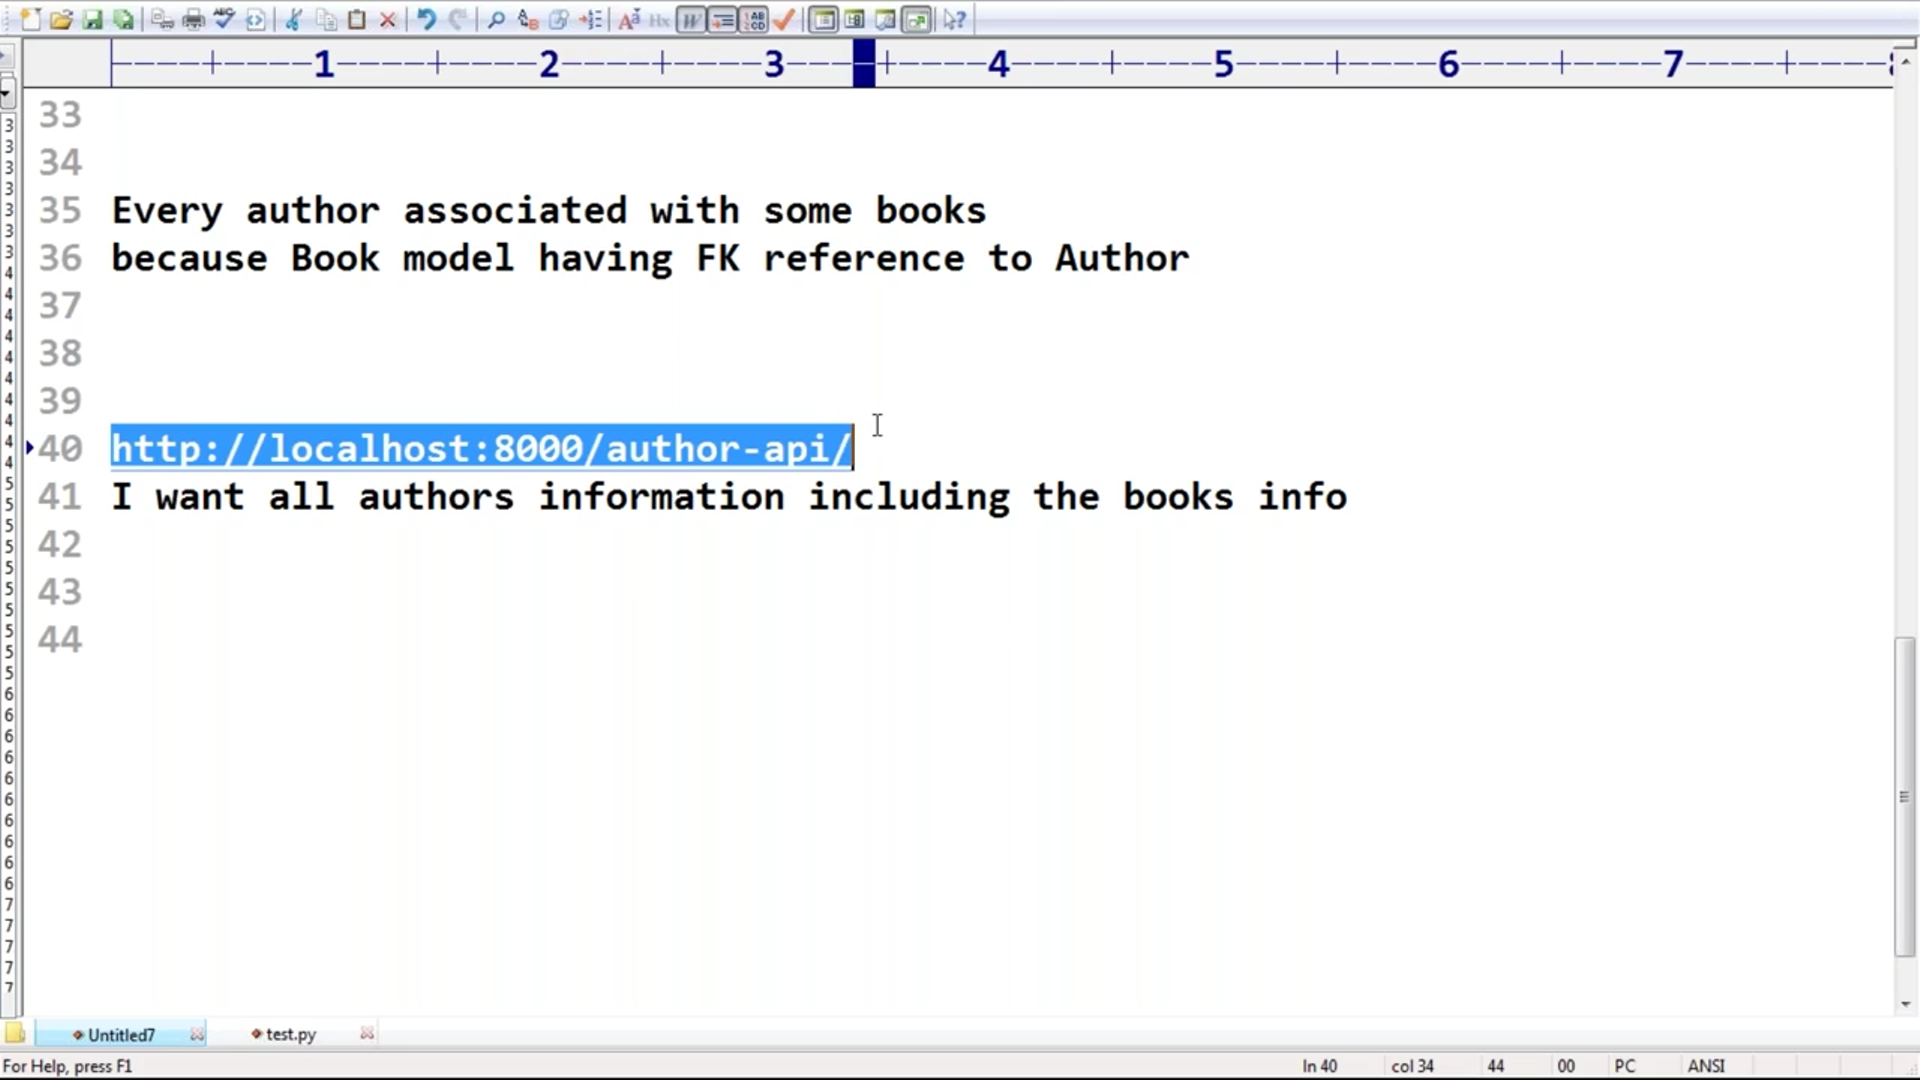 ----+----1----+----2----+----3----+----4----+----5----+----6----+----7----+----
33
34
35 Every author associated with some books
36 because Book model having FK reference to Author
37
38
39
40 http://localhost:8000/author-api/
41 I want all authors information including the books info
42
43
44
Untitled7 test.py
For Help, press F1 ln 40 col 34 44 00 PC ANSI